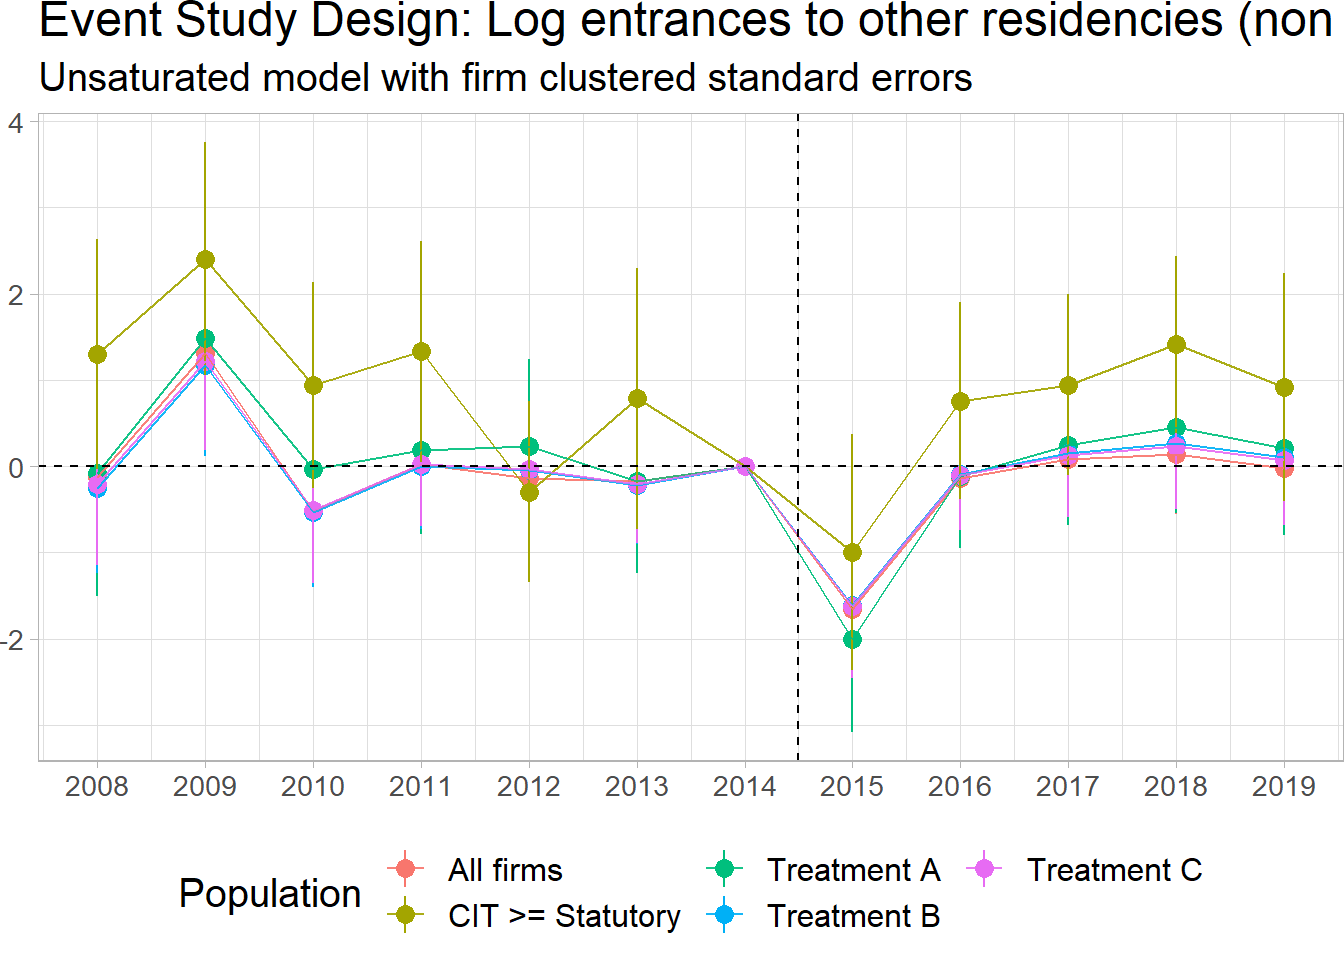 Event Study Design: Log entrances to other residencies (non
Unsaturated model with firm clustered standard errors
4
2
0
-2
2008 2009 2010 2011 2012 2013 2014 2015 2016 2017 2018 2019
Population
All firms Treatment A Treatment C
CIT >= Statutory Treatment B